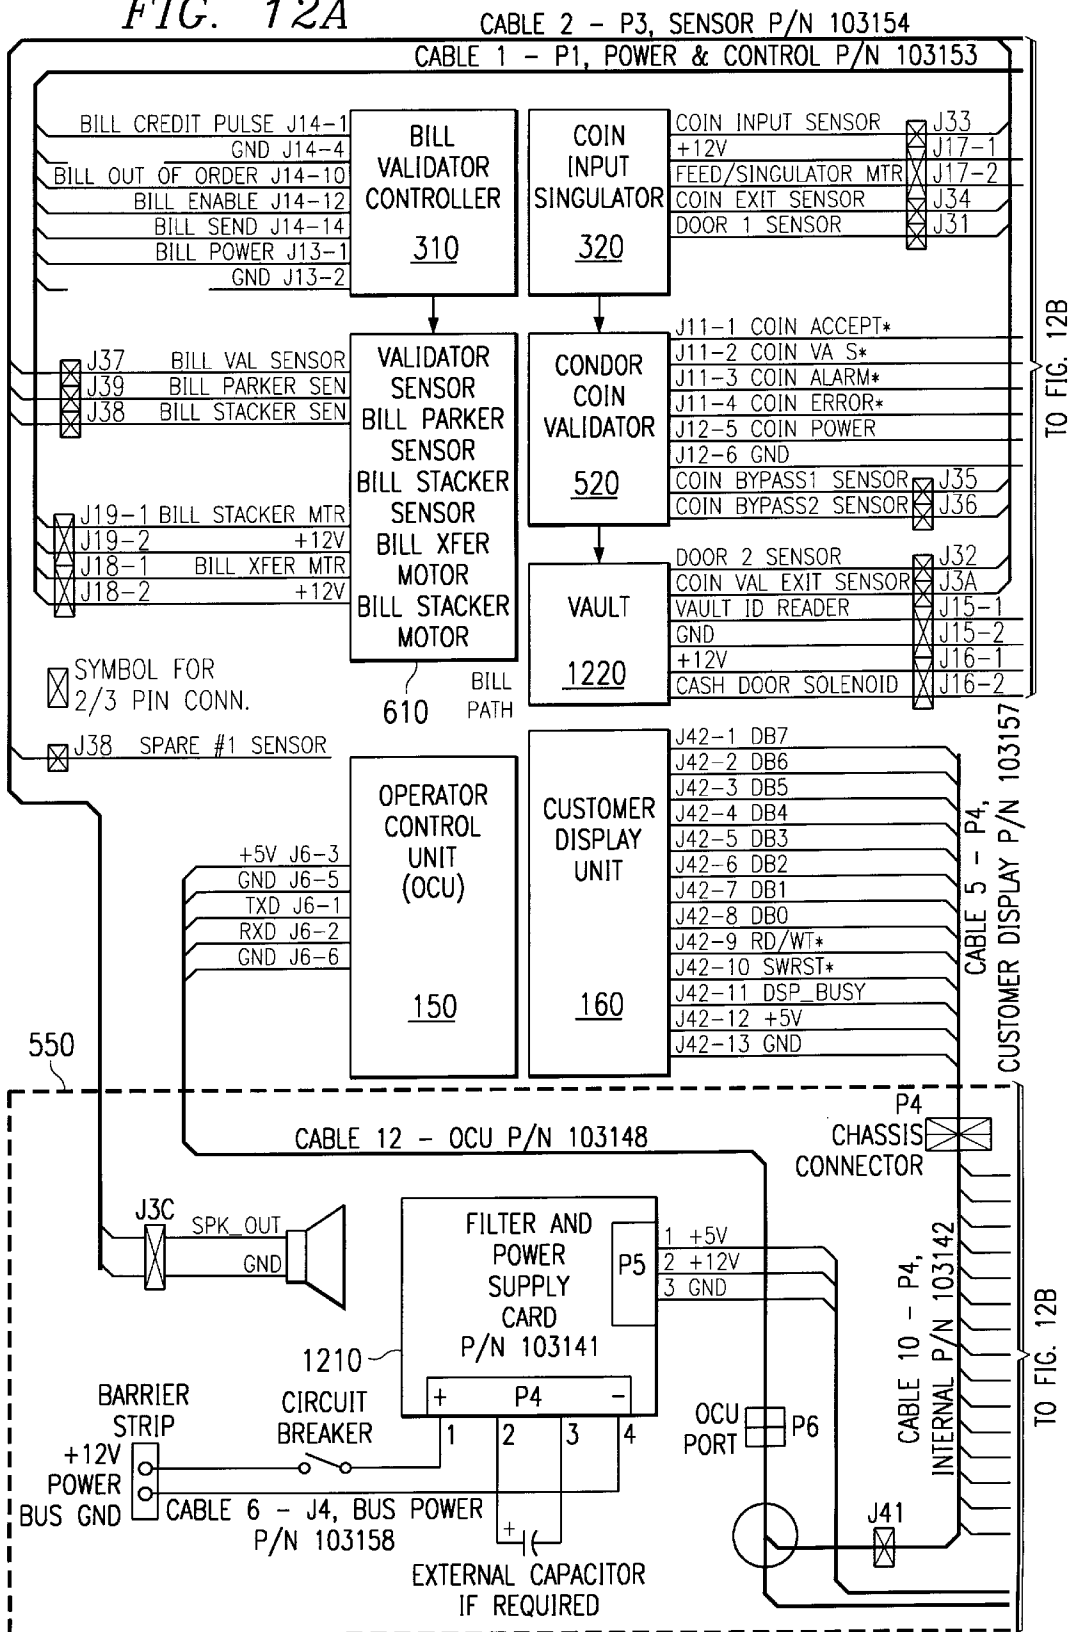 FIG. 12A
CABLE 2 - P3, SENSOR P/N 103154
CABLE 1 - P1, POWER & CONTROL P/N 103153
BILL CREDIT PULSE J14-1
GND J14-4
BILL OUT OF ORDER J14-10
BILL ENABLE J14-12
BILL SEND J14-14
BILL POWER J13-1
GND J13-2
BILL
VALIDATOR
CONTROLLER
310
COIN
INPUT
SINGULATOR
320
COIN INPUT SENSOR J33
+12V J17-1
FEED/SINGULATOR MTR J17-2
COIN EXIT SENSOR J34
DOOR 1 SENSOR J31
J37 BILL VAL SENSOR
J39 BILL PARKER SEN
J38 BILL STACKER SEN
J19-1 BILL STACKER MTR
J19-2 +12V
J18-1 BILL XFER MTR
J18-2 +12V
VALIDATOR
SENSOR
BILL PARKER
SENSOR
BILL STACKER
SENSOR
BILL XFER
MOTOR
BILL STACKER
MOTOR
610
BILL
PATH
CONDOR
COIN
VALIDATOR
520
J11-1 COIN ACCEPT*
J11-2 COIN VA S*
J11-3 COIN ALARM*
J11-4 COIN ERROR*
J12-5 COIN POWER
J12-6 GND
COIN BYPASS1 SENSOR J35
COIN BYPASS2 SENSOR J36
VAULT
1220
DOOR 2 SENSOR J32
COIN VAL EXIT SENSOR J3A
VAULT ID READER J15-1
GND J15-2
+12V J16-1
CASH DOOR SOLENOID J16-2
TO FIG. 12B
SYMBOL FOR
2/3 PIN CONN.
J38 SPARE #1 SENSOR
+5V J6-3
GND J6-5
TXD J6-1
RXD J6-2
GND J6-6
OPERATOR
CONTROL
UNIT
(OCU)
150
CUSTOMER
DISPLAY
UNIT
160
J42-1 DB7
J42-2 DB6
J42-3 DB5
J42-4 DB4
J42-5 DB3
J42-6 DB2
J42-7 DB1
J42-8 DB0
J42-9 RD/WT*
J42-10 SWRST*
J42-11 DSP_BUSY
J42-12 +5V
J42-13 GND
CABLE 5 - P4,
CUSTOMER DISPLAY P/N 103157
550
CABLE 12 - OCU P/N 103148
P4
CHASSIS
CONNECTOR
J3C
SPK_OUT
GND
FILTER AND
POWER
SUPPLY
CARD
P/N 103141
P5
1 +5V
2 +12V
3 GND
1210
+ P4 -
1 2 3 4
BARRIER
STRIP
CIRCUIT
BREAKER
+12V
POWER
BUS GND
CABLE 6 - J4, BUS POWER
P/N 103158
+
EXTERNAL CAPACITOR
IF REQUIRED
OCU
PORT
P6
J41
CABLE 10 - P4,
INTERNAL P/N 103142
TO FIG. 12B